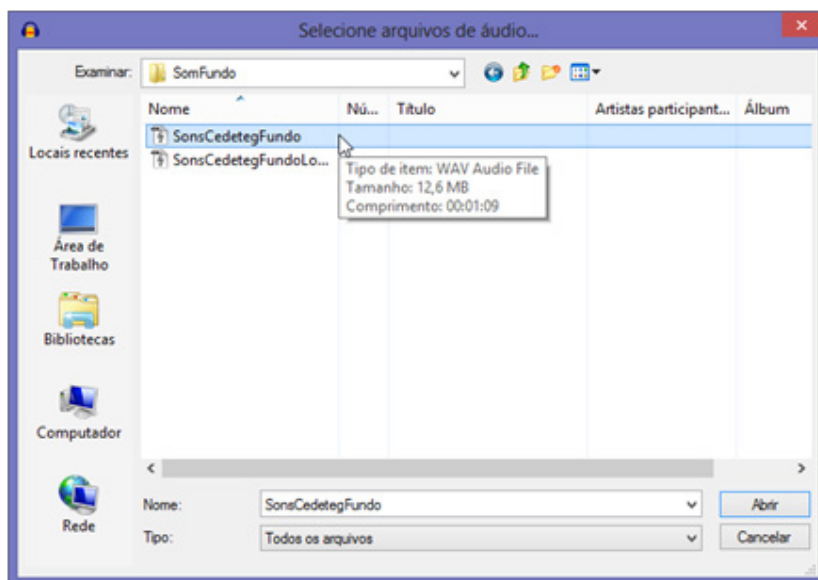 Selecione arquivos de áudio...
Examinar: SomFundo
Nome Nú... Título Artistas participant... Álbum
SonsCedetegFundo
SonsCedetegFundoLo...
Tipo de item: WAV Audio File
Tamanho: 12,6 MB
Comprimento: 00:01:09
Locais recentes
Área de
Trabalho
Bibliotecas
Computador
Rede
Nome: SonsCedetegFundo Abrir
Tipo: Todos os arquivos Cancelar